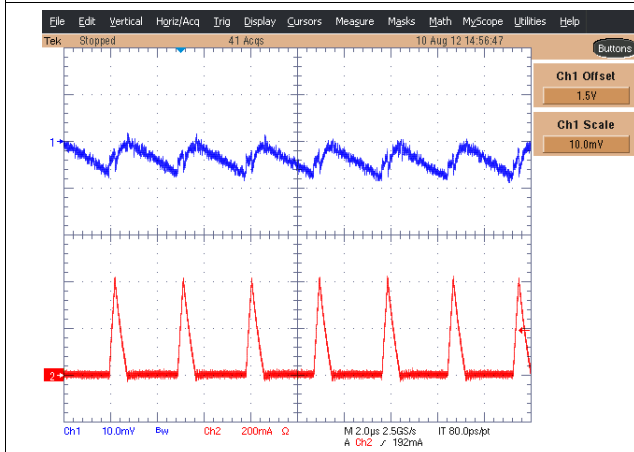 File Edit Vertical Horiz/Acq Trig Display Cursors Measure Masks Math MyScope Utilities Help
Tek Stopped 41 Acqs 10 Aug 12 14:56:47
Buttons
Ch1 Offset
1.5V
Ch1 Scale
10.0mV
1
2
Ch1 10.0mV Bw Ch2 200mA Ω M 2.0µs 2.5GS/s IT 80.0ps/pt
A Ch2 ∕ 192mA